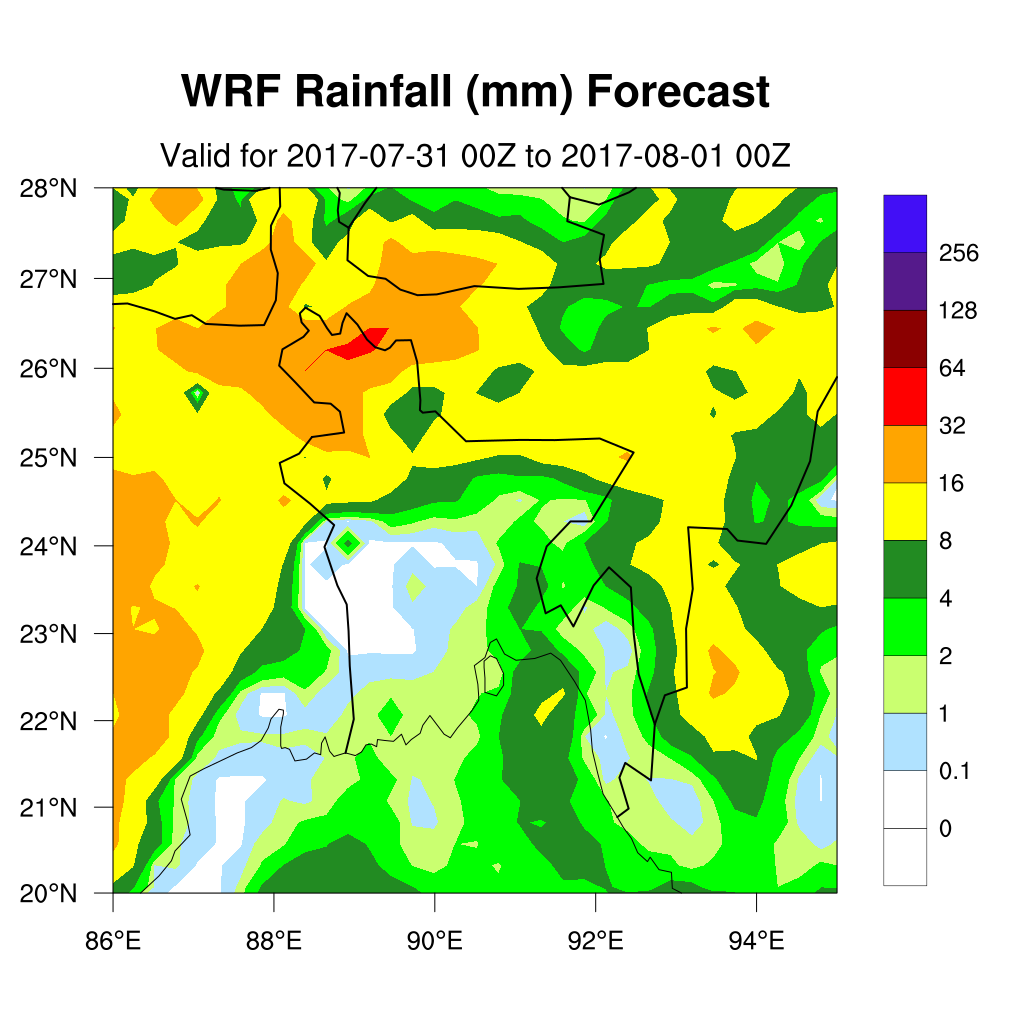 WRF Rainfall (mm) Forecast
Valid for 2017-07-31 00Z to 2017-08-01 00Z
28°N
27°N
26°N
25°N
24°N
23°N
22°N
21°N
20°N
86°E
88°E
90°E
92°E
94°E
256
128
64
32
16
8
4
2
1
0.1
0